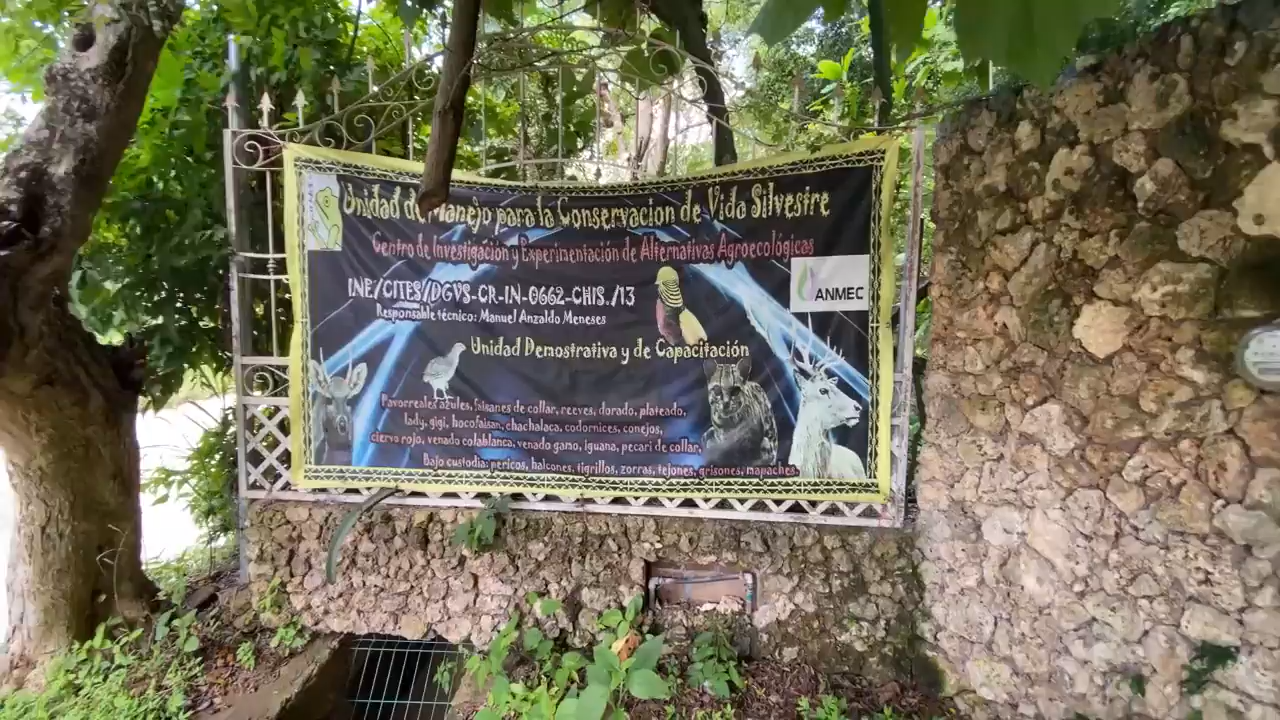 Unidad de Manejo para la Conservacion de Vida Silvestre
Centro de Investigación y Experimentación de Alternativas Agroecológicas
ANMEC
INE/CITES/DGVS-CR-IN-0662-CHIS./13
Responsable técnico: Manuel Anzaldo Meneses
Unidad Demostrativa y de Capacitación
Pavorreales azules, faisanes de collar, reeves, dorado, plateado,
lady, gigi, hocofaisan, chachalaca, codornices, conejos,
ciervo rojo, venado colablanca, venado gamo, iguana, pecari de collar,
Bajo custodia: pericos, halcones, tigrillos, zorras, tejones, grisones, mapaches.